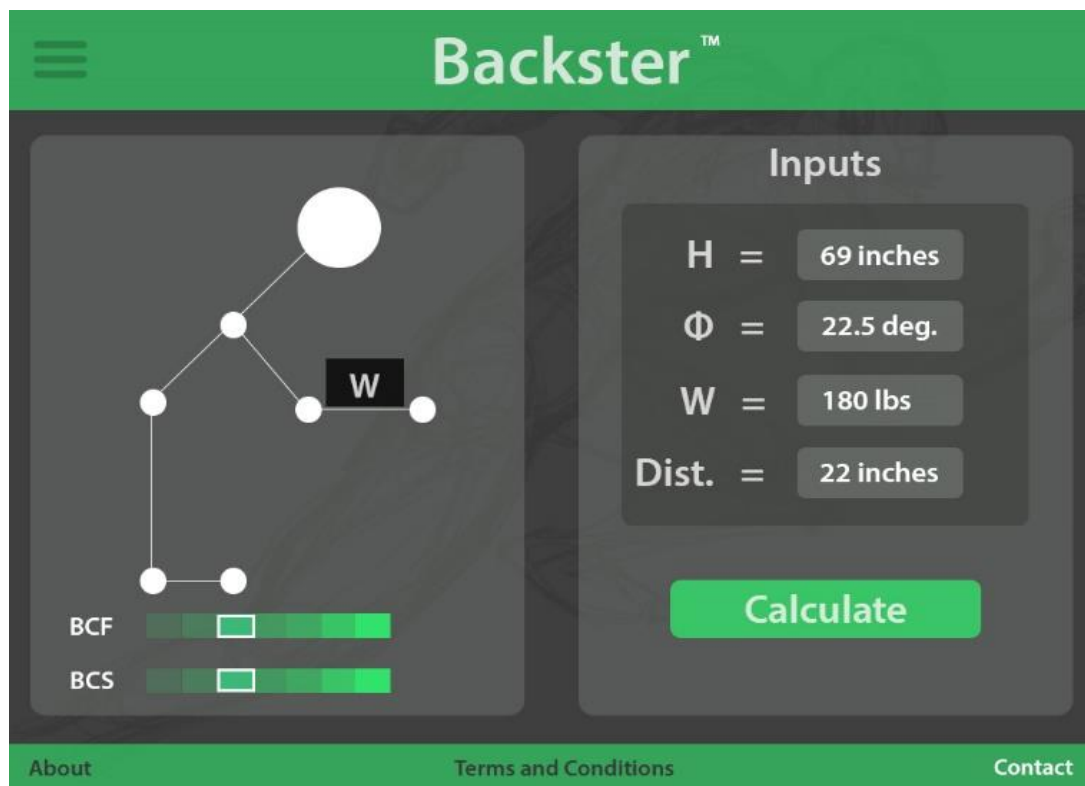 Backster™
W
BCF
BCS
Inputs
H = 69 inches
Φ = 22.5 deg.
W = 180 lbs
Dist. = 22 inches
Calculate
About Terms and Conditions Contact